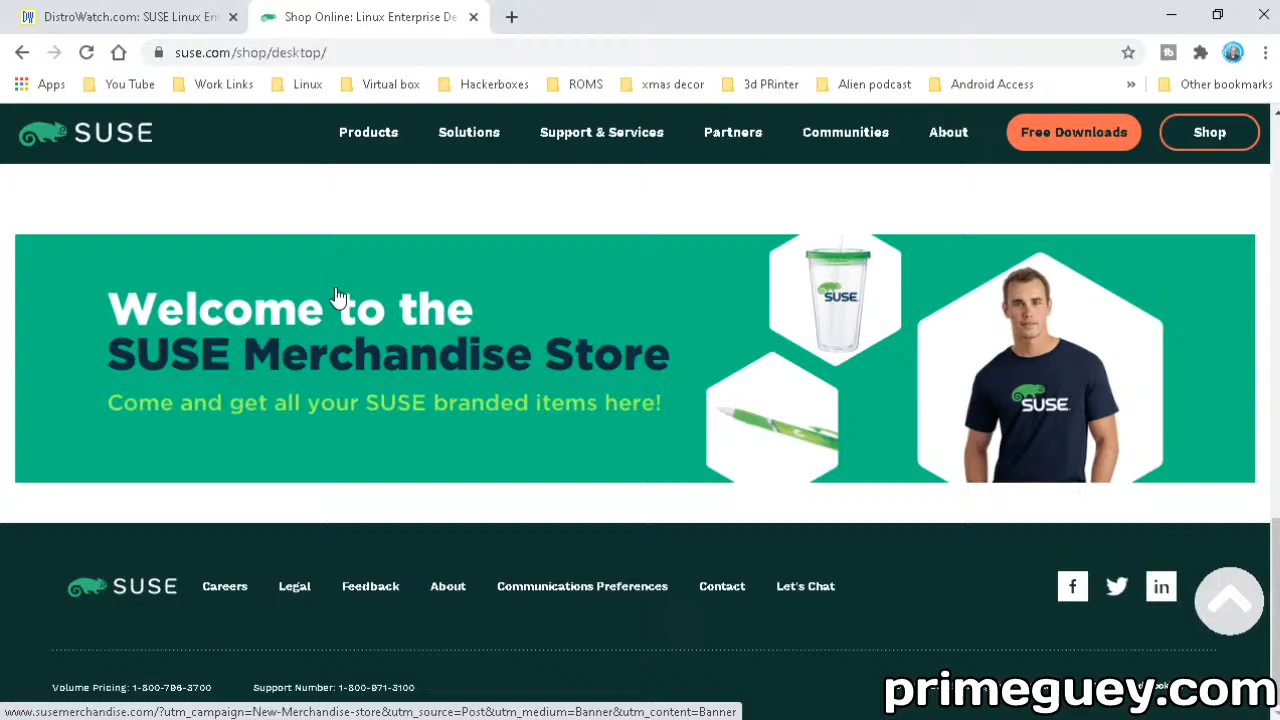 DistroWatch.com: SUSE Linux En
Shop Online: Linux Enterprise De
suse.com/shop/desktop/
Apps
You Tube
Work Links
Linux
Virtual box
Hackerboxes
ROMS
xmas decor
3d PRinter
Alien podcast
Android Access
»
Other bookmarks
SUSE
Products
Solutions
Support & Services
Partners
Communities
About
Free Downloads
Shop
Welcome to the
SUSE Merchandise Store
Come and get all your SUSE branded items here!
SUSE
SUSE
SUSE
Careers
Legal
Feedback
About
Communications Preferences
Contact
Let's Chat
Volume Pricing: 1-800-796-3700
Support Number: 1-800-971-3100
primeguey.com
www.susemerchandise.com/?utm_campaign=New-Merchandise-store&utm_source=Post&utm_medium=Banner&utm_content=Banner